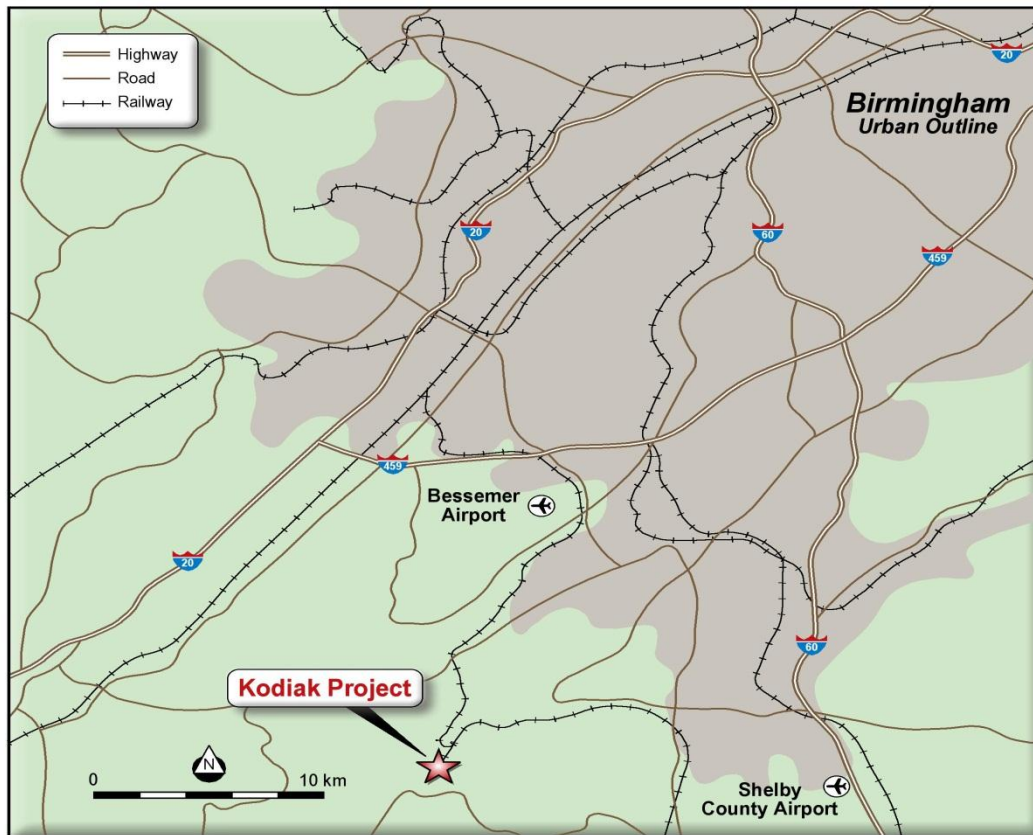 Highway
Road
Railway
20
Birmingham
Urban Outline
20
60
459
459
Bessemer
Airport
20
60
Kodiak Project
N
0 10 km
Shelby
County Airport